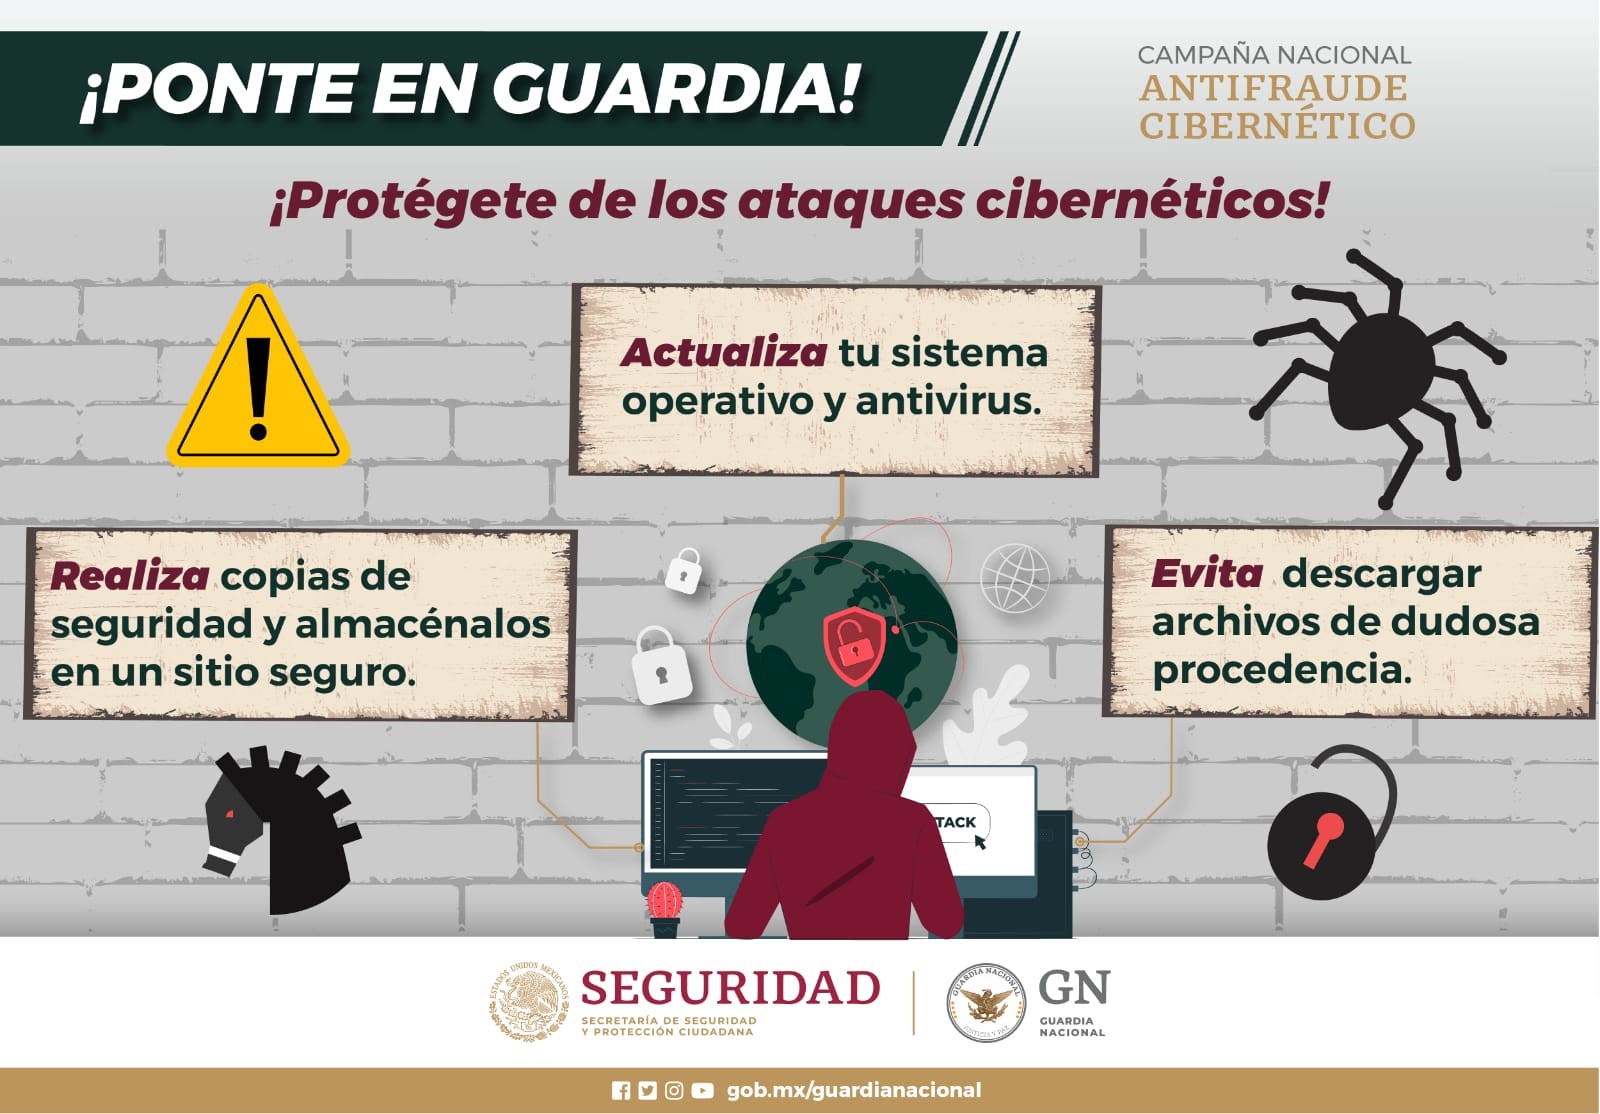 ¡PONTE EN GUARDIA!
CAMPAÑA NACIONAL
ANTIFRAUDE
CIBERNÉTICO
¡Protégete de los ataques cibernéticos!
Actualiza tu sistema
operativo y antivirus.
Realiza copias de
seguridad y almacénalos
en un sitio seguro.
Evita descargar
archivos de dudosa
procedencia.
TACK
ESTADOS UNIDOS MEXICANOS
SEGURIDAD
SECRETARÍA DE SEGURIDAD
Y PROTECCIÓN CIUDADANA
GUARDIA NACIONAL
JUSTICIA Y PAZ
GN
GUARDIA
NACIONAL
gob.mx/guardianacional